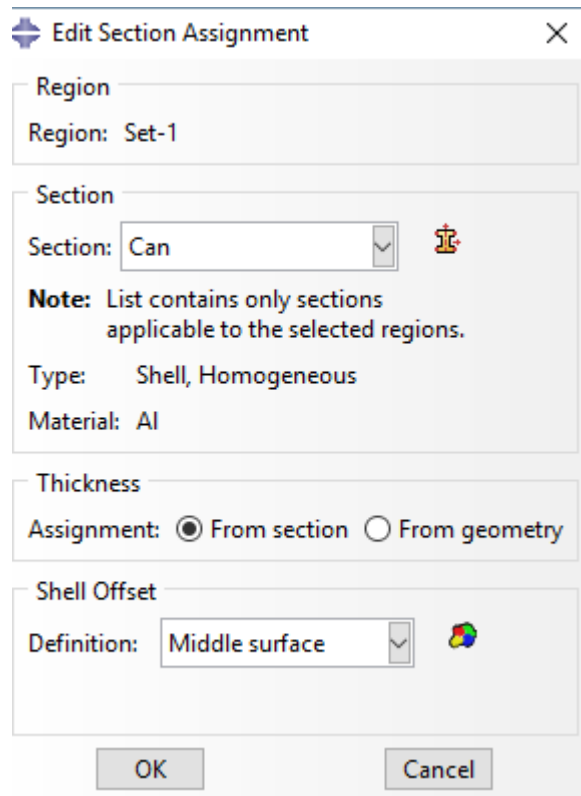 Edit Section Assignment
Region
Region: Set-1
Section
Section: Can
Note: List contains only sections
applicable to the selected regions.
Type: Shell, Homogeneous
Material: Al
Thickness
Assignment: From section From geometry
Shell Offset
Definition: Middle surface
OK Cancel